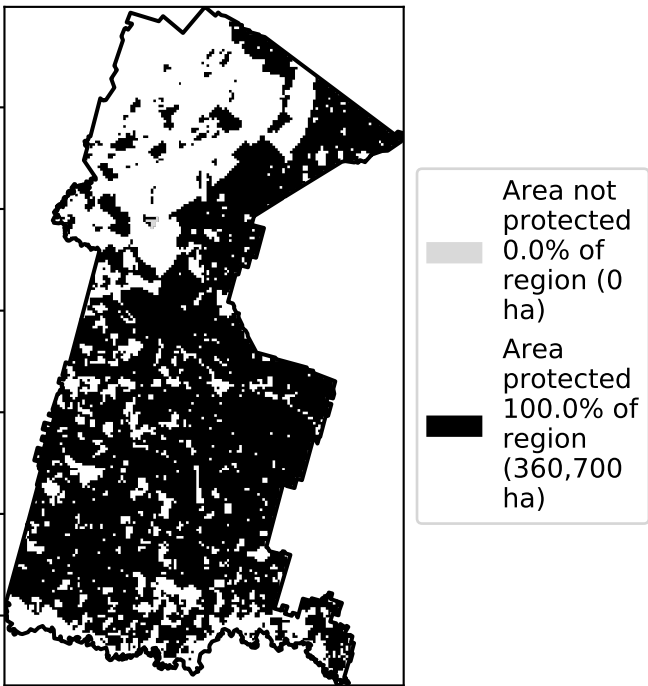 Area not
protected
0.0% of
region (0
ha)
Area
protected
100.0% of
region
(360,700
ha)